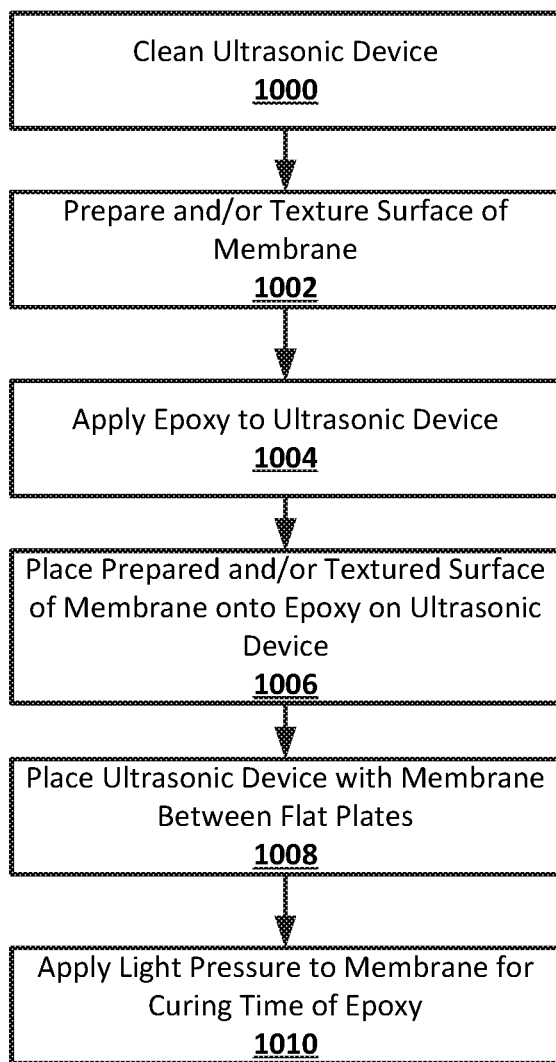 Clean Ultrasonic Device
1000
Prepare and/or Texture Surface of
Membrane
1002
Apply Epoxy to Ultrasonic Device
1004
Place Prepared and/or Textured Surface
of Membrane onto Epoxy on Ultrasonic
Device
1006
Place Ultrasonic Device with Membrane
Between Flat Plates
1008
Apply Light Pressure to Membrane for
Curing Time of Epoxy
1010